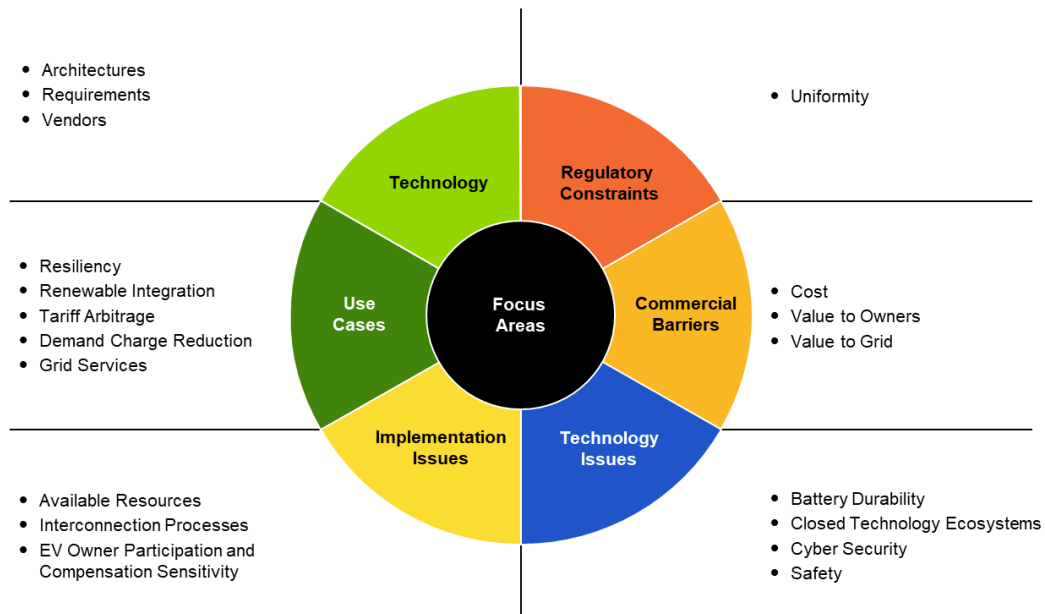 • Architectures
• Requirements
• Vendors
Technology
Regulatory
Constraints
• Uniformity
• Resiliency
• Renewable Integration
• Tariff Arbitrage
• Demand Charge Reduction
• Grid Services
Use
Cases
Focus
Areas
Commercial
Barriers
• Cost
• Value to Owners
• Value to Grid
Implementation
Issues
Technology
Issues
• Available Resources
• Interconnection Processes
• EV Owner Participation and
Compensation Sensitivity
• Battery Durability
• Closed Technology Ecosystems
• Cyber Security
• Safety